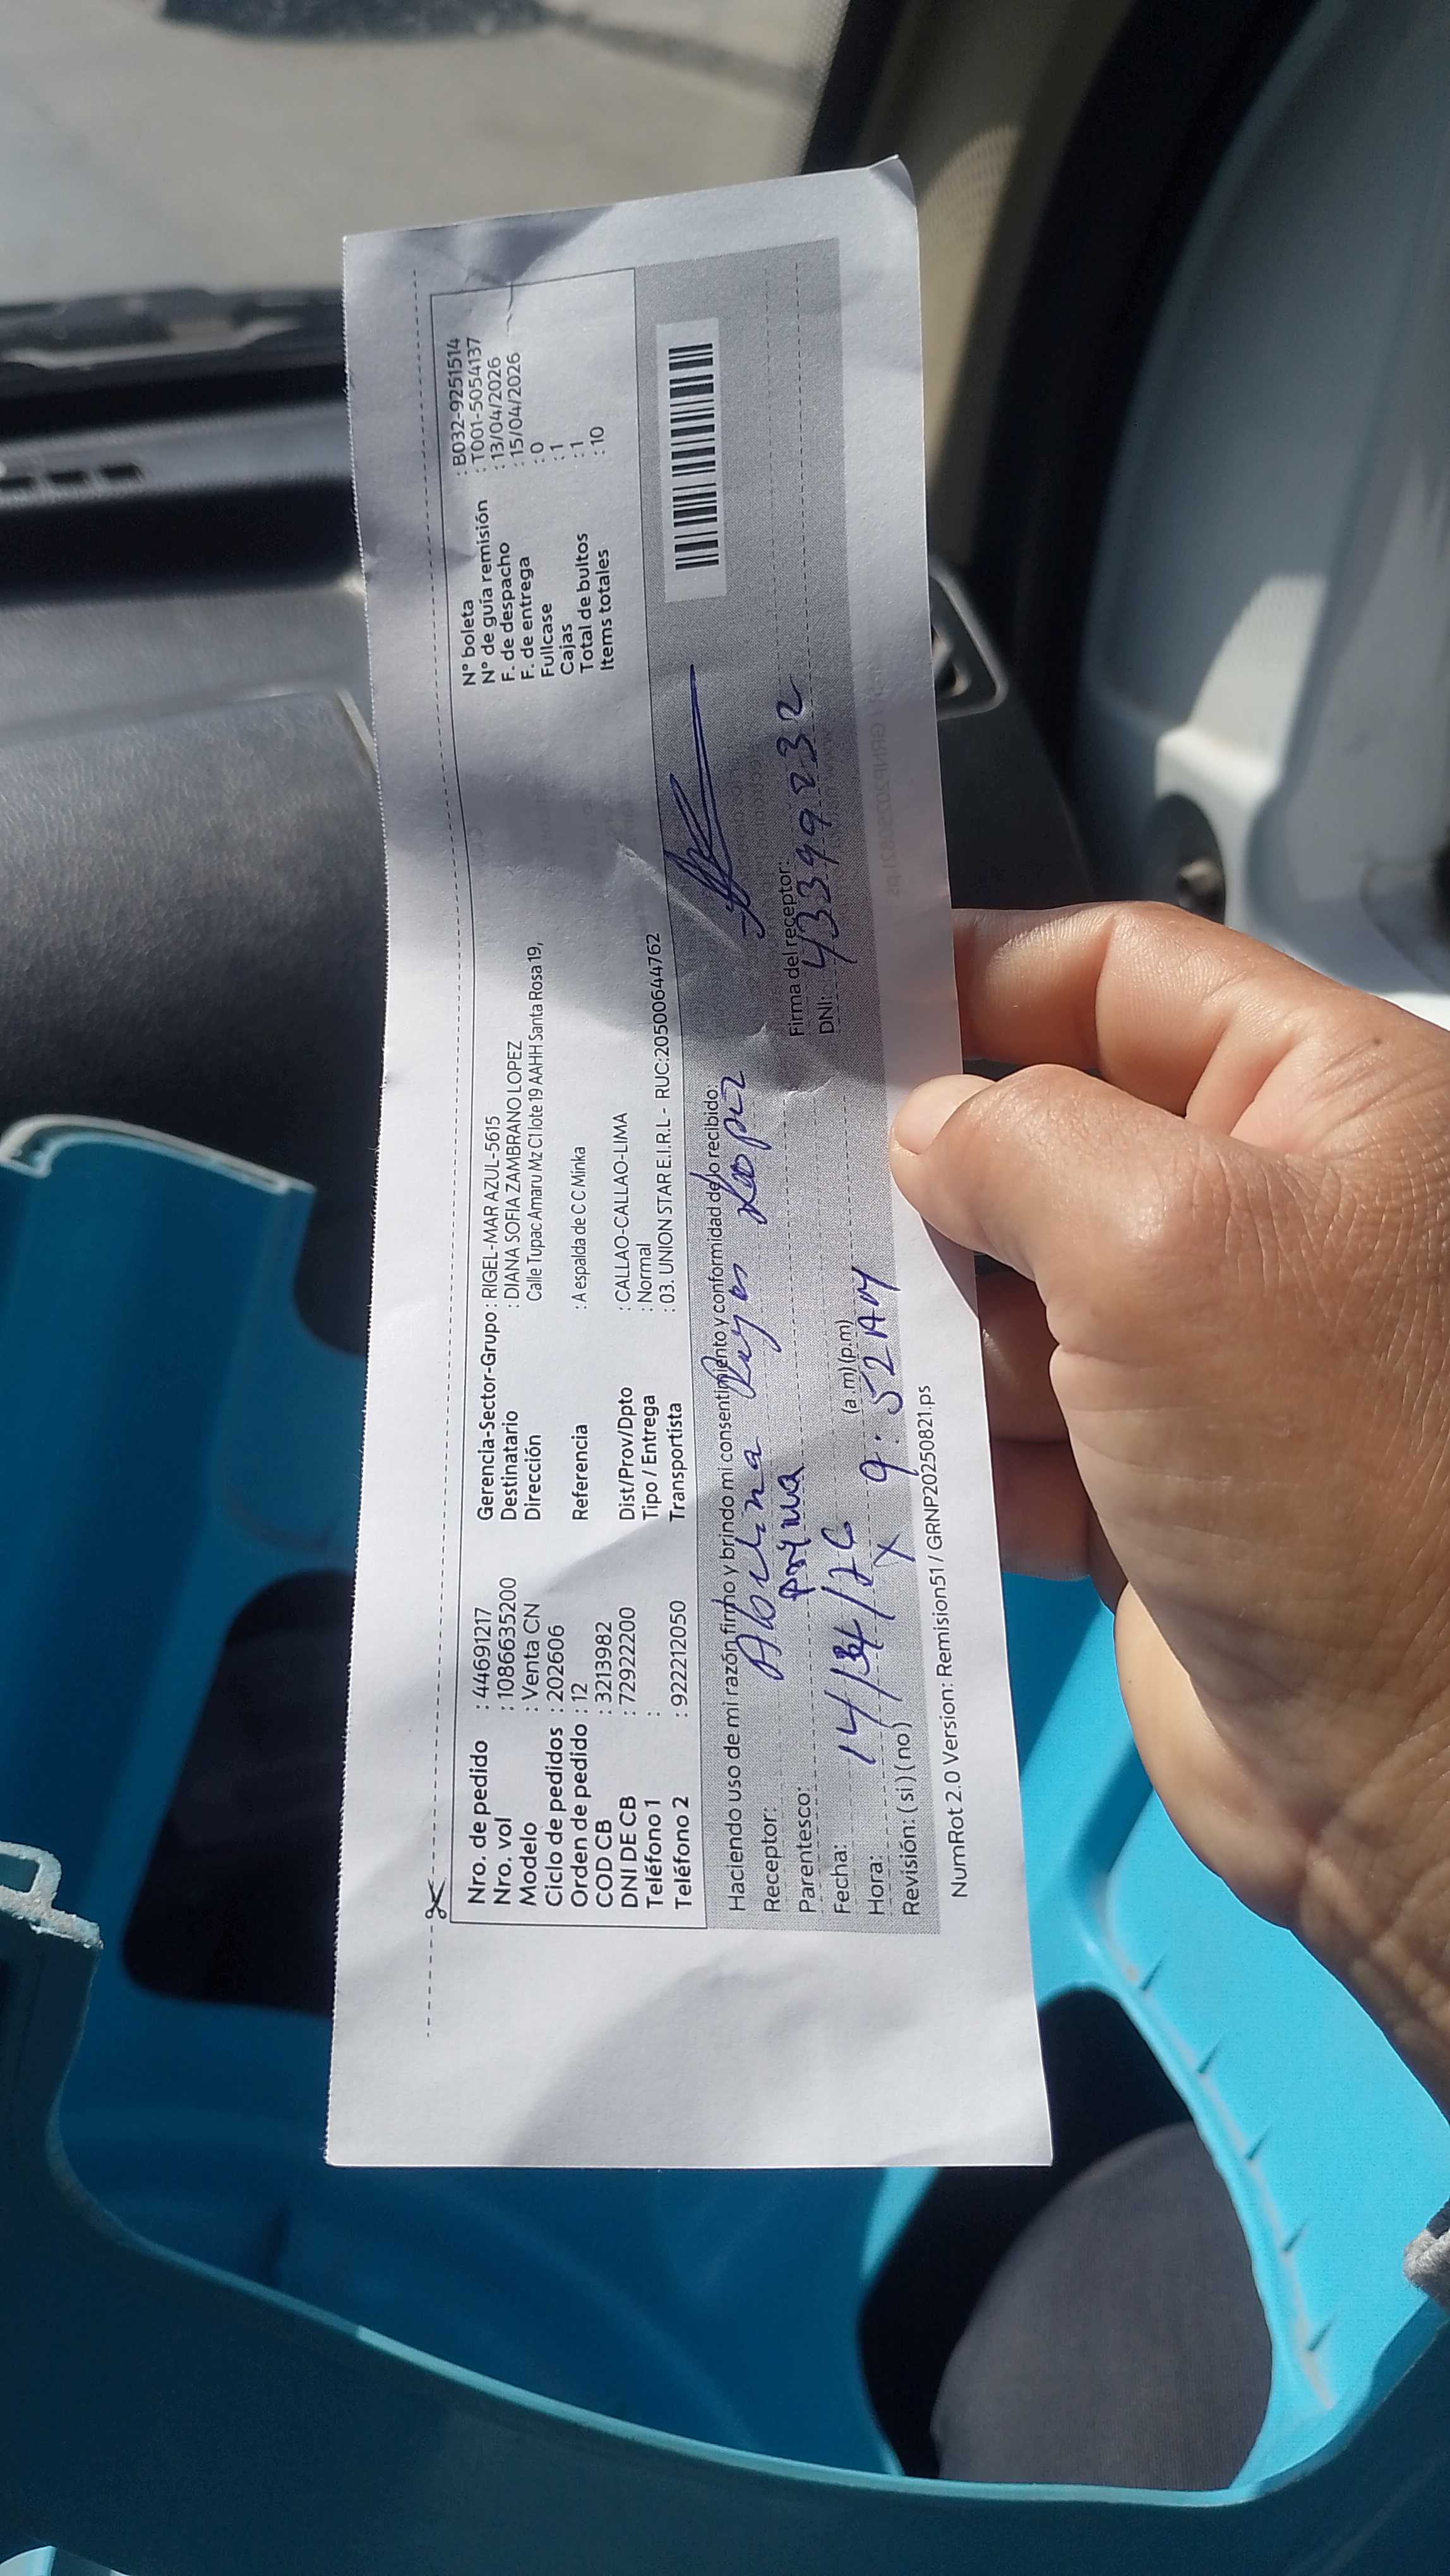 Nro. de pedido : 44691217
Nro. vol : 1086635200
Modelo : Venta CN
Ciclo de pedidos : 202606
Orden de pedido : 12
COD CB : 3213982
DNI DE CB : 72922200
Teléfono 1 :
Teléfono 2 : 922212050
Gerencia-Sector-Grupo : RIGEL-MAR AZUL-5615
Destinatario : DIANA SOFIA ZAMBRANO LOPEZ
Dirección Calle Tupac Amaru Mz C1 lote 19 AAHH Santa Rosa 19,
Referencia : A espalda de C C Minka
Dist/Prov/Dpto : CALLAO-CALLAO-LIMA
Tipo / Entrega : Normal
Transportista : 03. UNION STAR E.I.R.L - RUC:20500644762
N° boleta : B032-9251514
N° de guía remisión : T001-5054137
F. de despacho : 13/04/2026
F. de entrega : 15/04/2026
Fullcase : 0
Cajas : 1
Total de bultos : 1
Items totales : 10
Haciendo uso de mi razón firmo y brindo mi consentimiento y conformidad de lo recibido:
Receptor:
Parentesco: Prima
Fecha: 14/
Hora: (a.m)(p.m)
Revisión: ( si ) ( no ) X 9:52 AM
Firma del receptor:
DNI: 43399232
NumRot 2.0 Version: Remision51 / GRNP20250821.ps